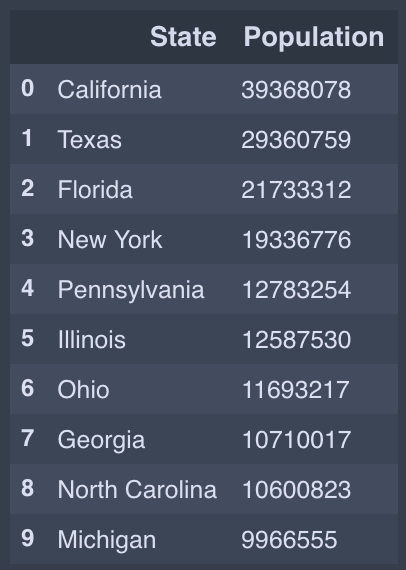 State Population
0 California 39368078
1 Texas 29360759
2 Florida 21733312
3 New York 19336776
4 Pennsylvania 12783254
5 Illinois 12587530
6 Ohio 11693217
7 Georgia 10710017
8 North Carolina 10600823
9 Michigan 9966555